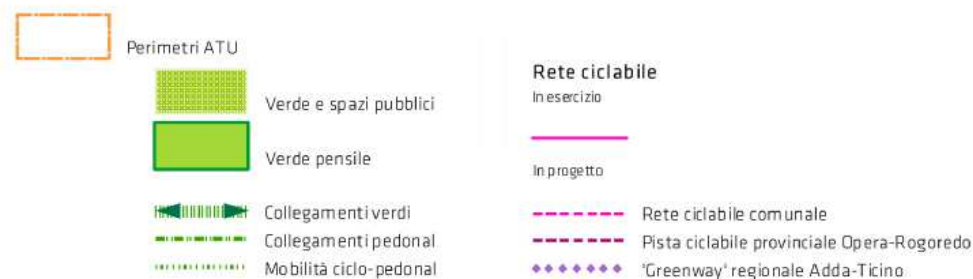 Perimetri ATU
Verde e spazi pubblici
Verde pensile
Collegamenti verdi
Collegamenti pedonal
Mobilità ciclo-pedonal
Rete ciclabile
In esercizio
In progetto
Rete ciclabile comunale
Pista ciclabile provinciale Opera-Rogoredo
'Greenway' regionale Adda-Ticino